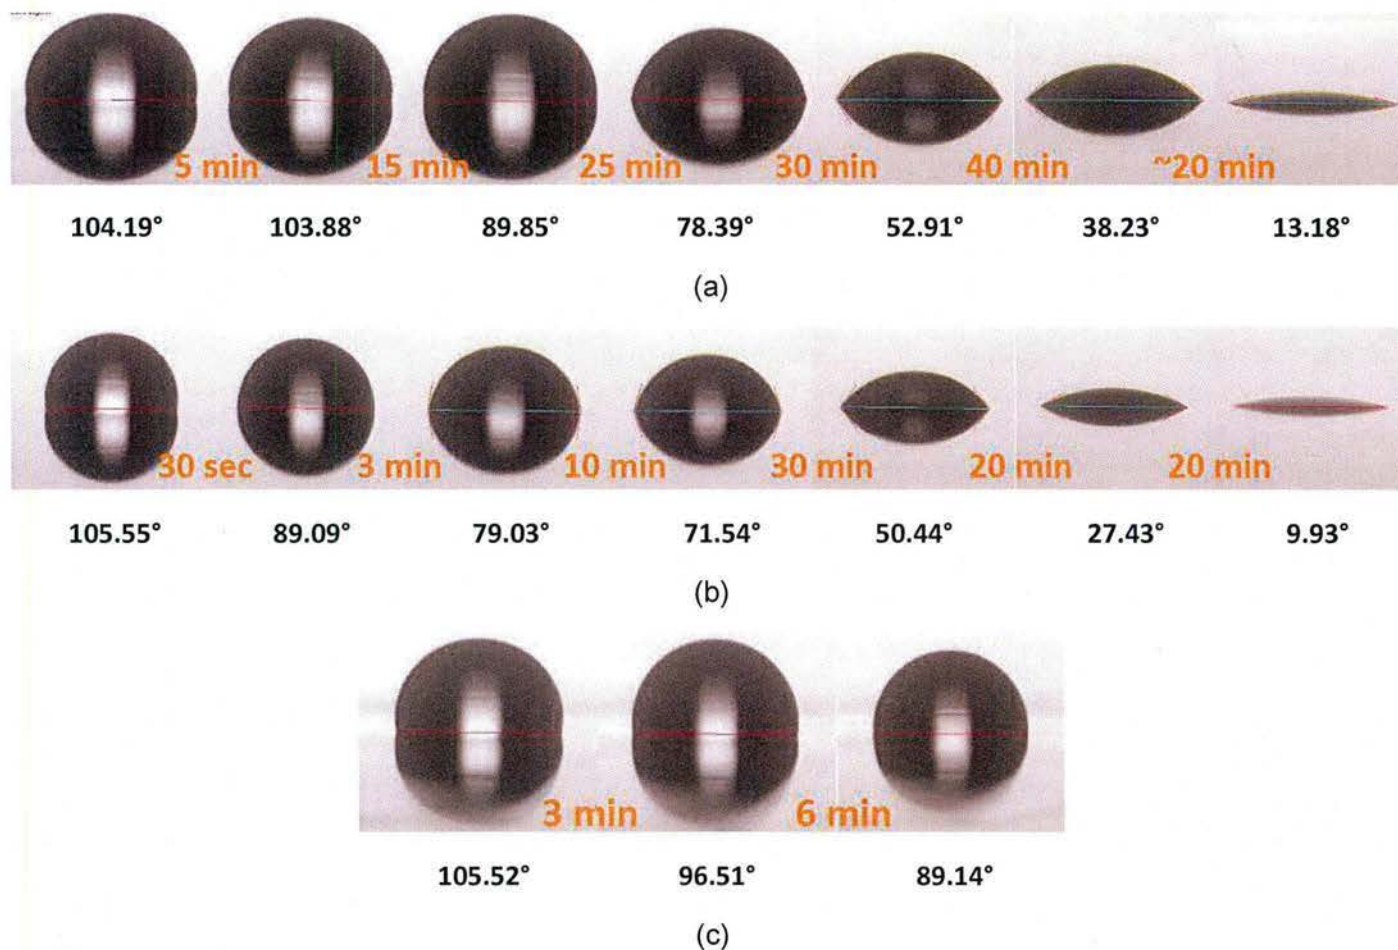 5 min 15 min 25 min 30 min 40 min ~20 min
104.19° 103.88° 89.85° 78.39° 52.91° 38.23° 13.18°
(a)
30 sec 3 min 10 min 30 min 20 min 20 min
105.55° 89.09° 79.03° 71.54° 50.44° 27.43° 9.93°
(b)
3 min 6 min
105.52° 96.51° 89.14°
(c)